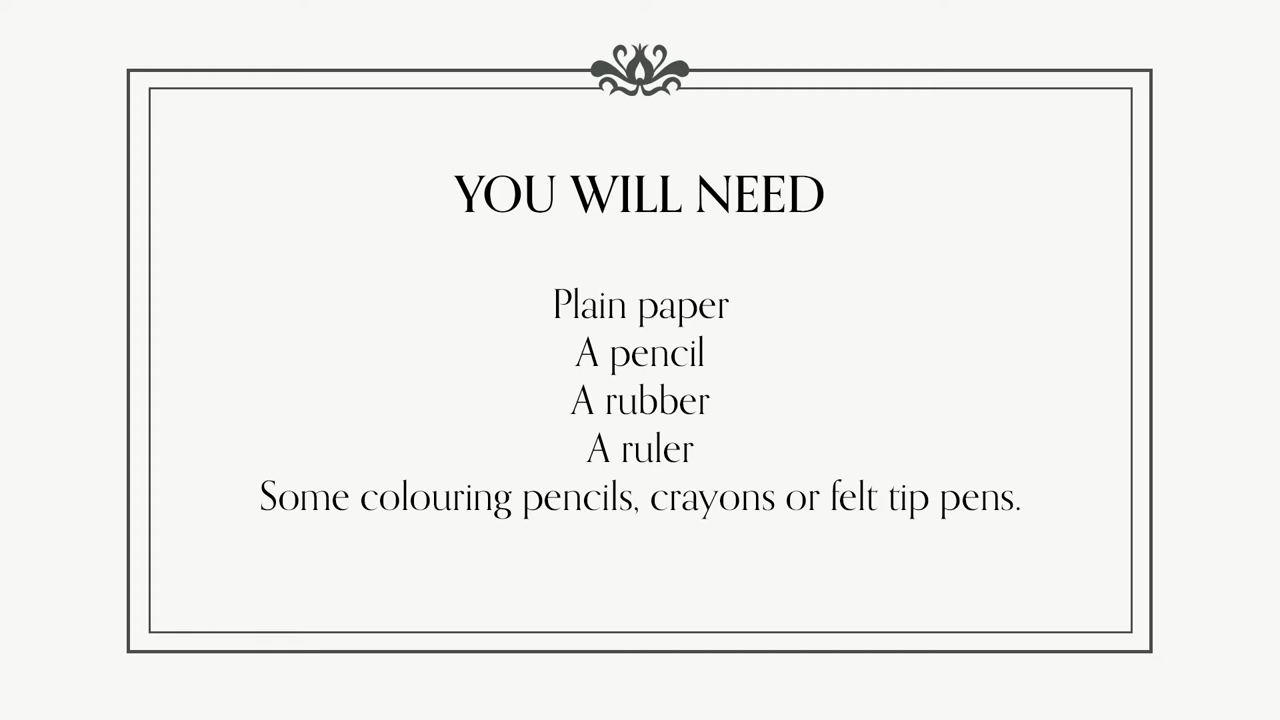 YOU WILL NEED
Plain paper
A pencil
A rubber
A ruler
Some colouring pencils, crayons or felt tip pens.